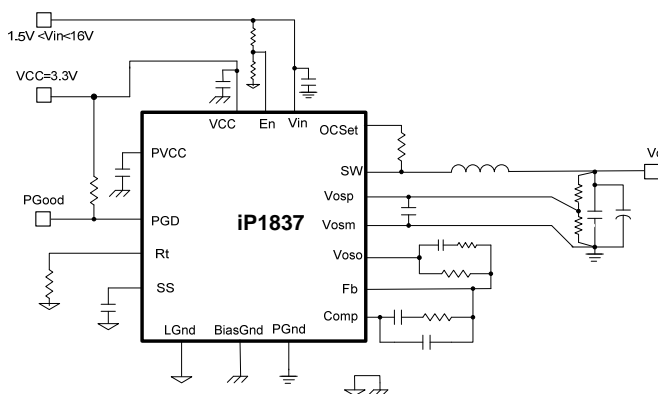 1.5V <Vin<16V
VCC=3.3V
VCC
En
Vin
OCSet
PVCC
SW
Vo
PGood
Vosp
PGD
iP1837
Vosm
Rt
Voso
SS
Fb
Comp
LGnd
BiasGnd
PGnd